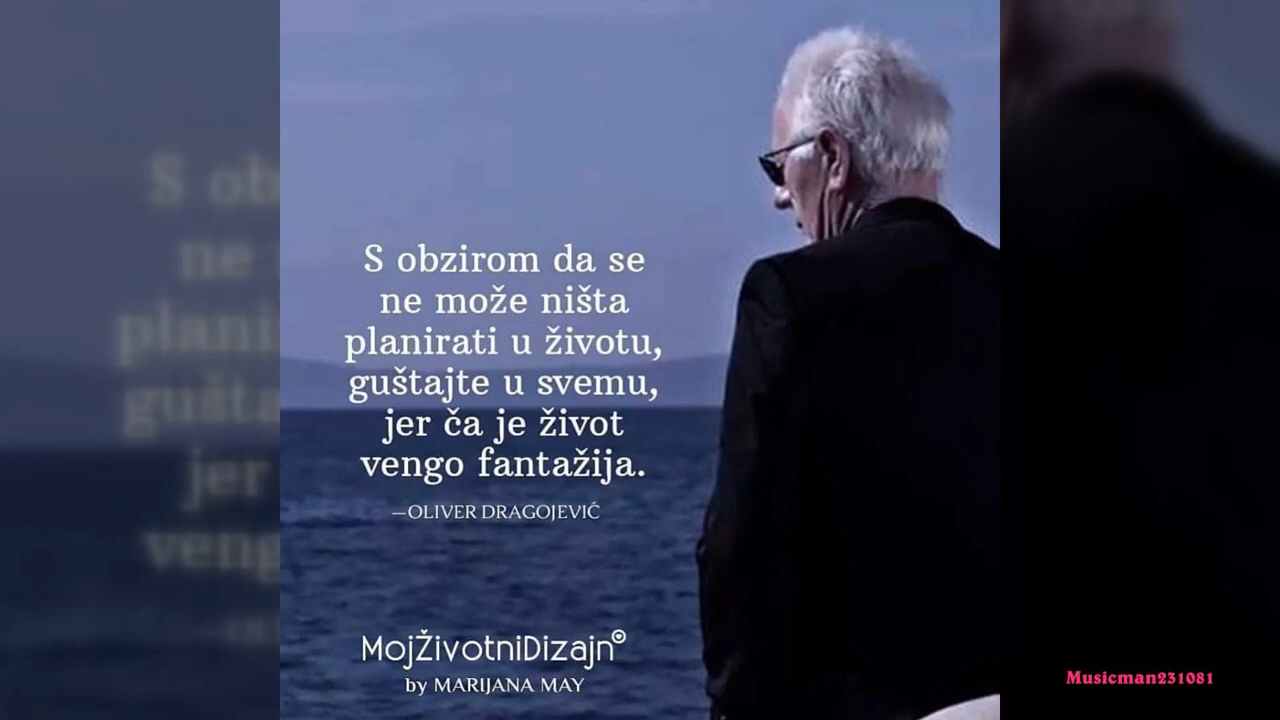 S obzirom da se
ne može ništa
planirati u životu,
guštajte u svemu,
jer ča je život
vengo fantažija.
—OLIVER DRAGOJEVIĆ
MojŽivotniDizajn
by MARIJANA MAY
Musicman231081